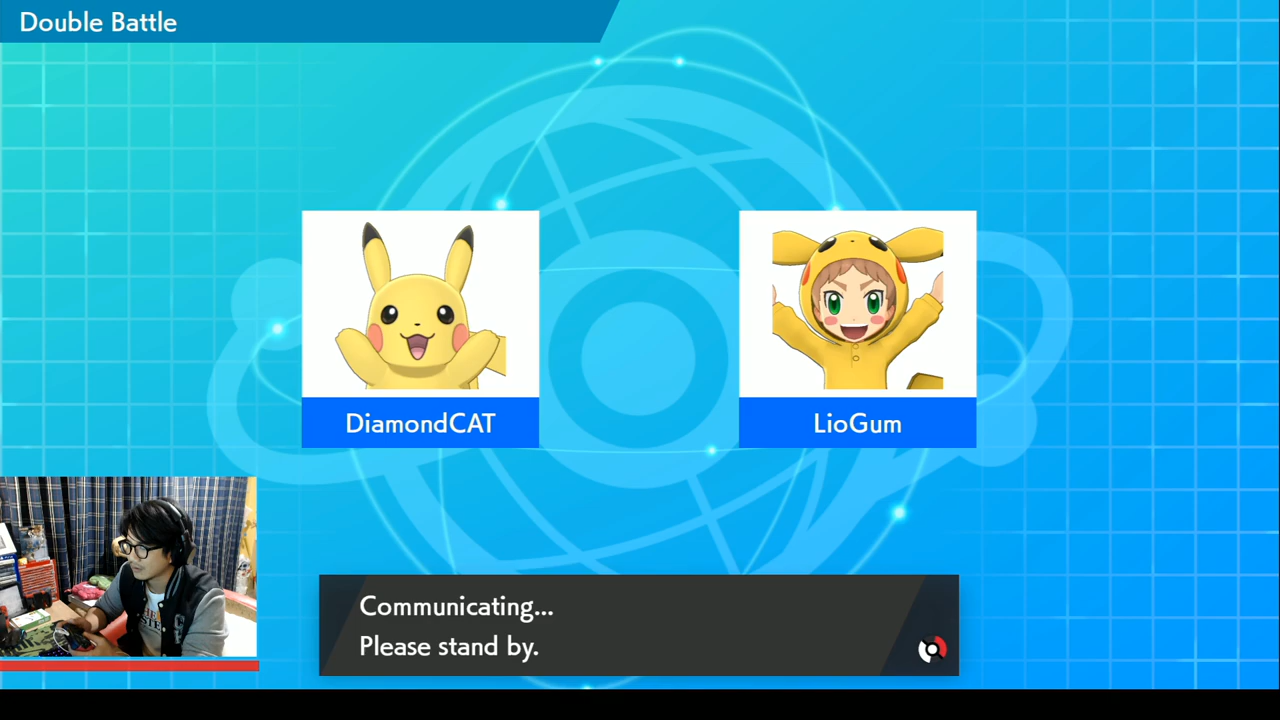 Double Battle
DiamondCAT
LioGum
Communicating...
Please stand by.